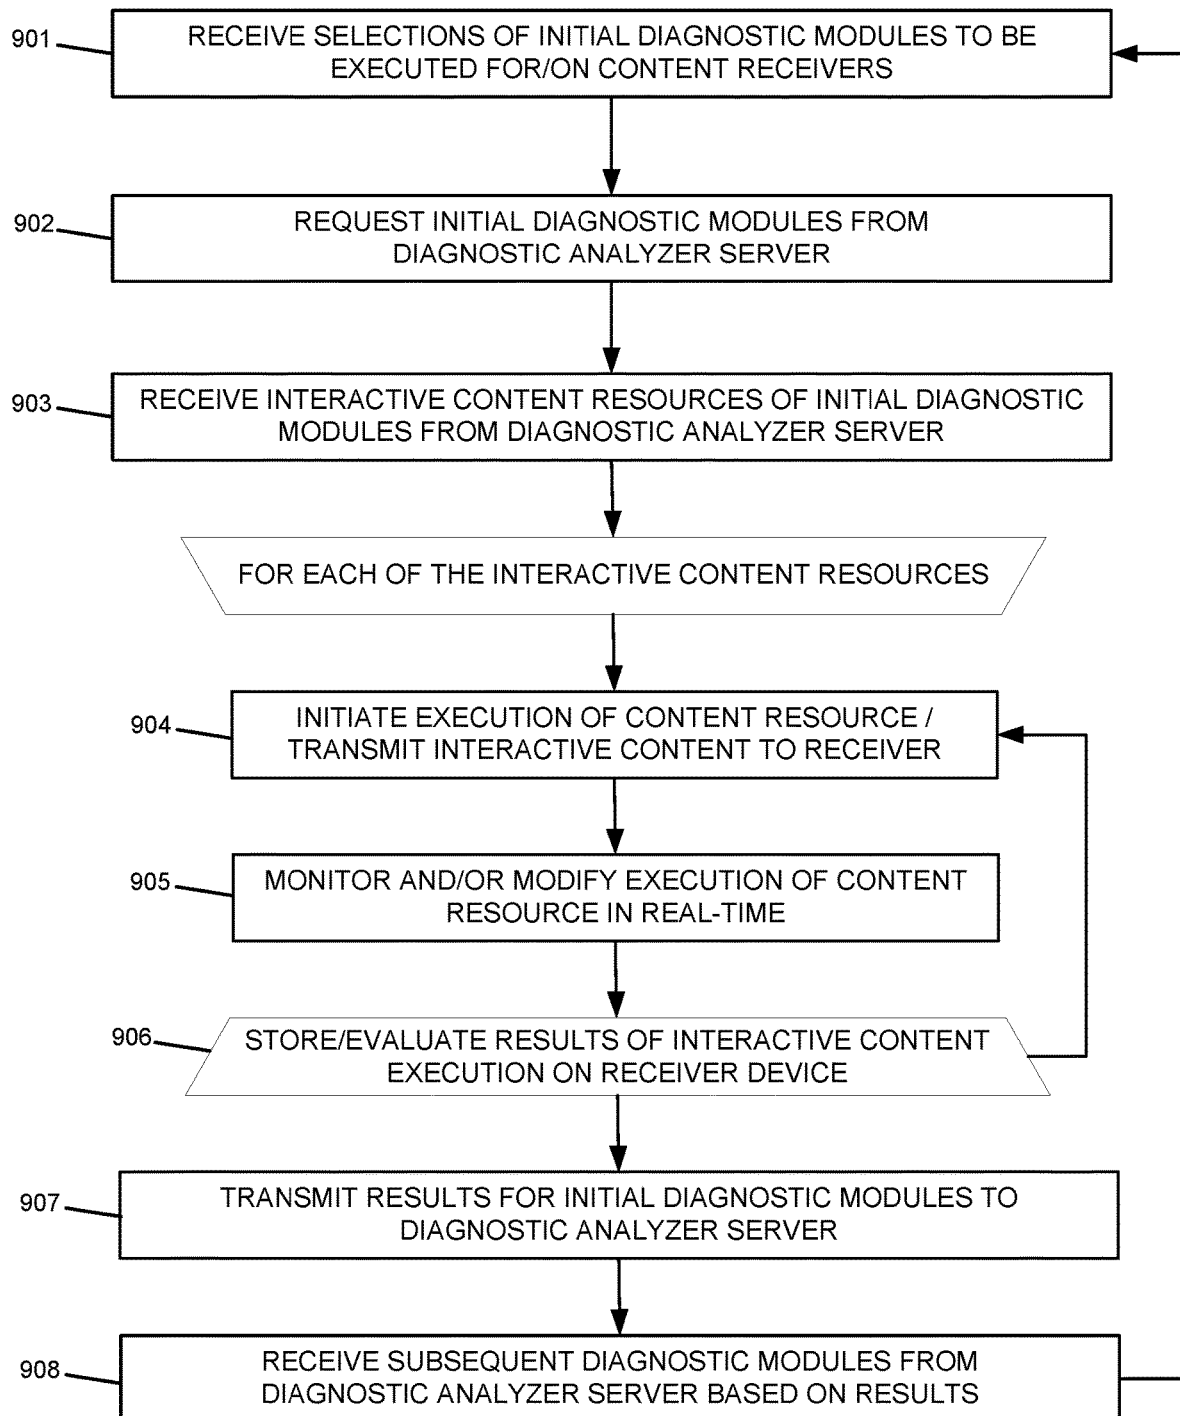 901
RECEIVE SELECTIONS OF INITIAL DIAGNOSTIC MODULES TO BE
EXECUTED FOR/ON CONTENT RECEIVERS
902
REQUEST INITIAL DIAGNOSTIC MODULES FROM
DIAGNOSTIC ANALYZER SERVER
903
RECEIVE INTERACTIVE CONTENT RESOURCES OF INITIAL DIAGNOSTIC
MODULES FROM DIAGNOSTIC ANALYZER SERVER
FOR EACH OF THE INTERACTIVE CONTENT RESOURCES
904
INITIATE EXECUTION OF CONTENT RESOURCE /
TRANSMIT INTERACTIVE CONTENT TO RECEIVER
905
MONITOR AND/OR MODIFY EXECUTION OF CONTENT
RESOURCE IN REAL-TIME
906
STORE/EVALUATE RESULTS OF INTERACTIVE CONTENT
EXECUTION ON RECEIVER DEVICE
907
TRANSMIT RESULTS FOR INITIAL DIAGNOSTIC MODULES TO
DIAGNOSTIC ANALYZER SERVER
908
RECEIVE SUBSEQUENT DIAGNOSTIC MODULES FROM
DIAGNOSTIC ANALYZER SERVER BASED ON RESULTS